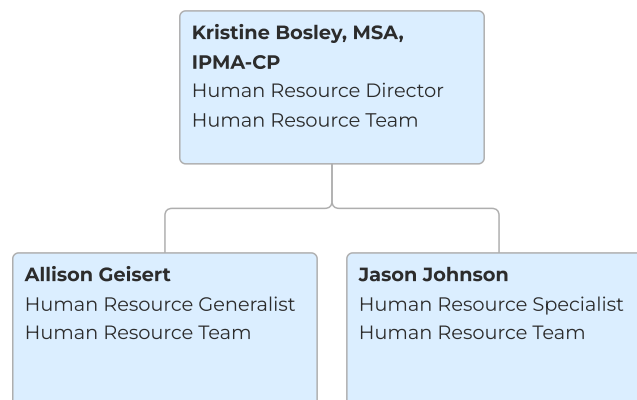 Kristine Bosley, MSA,
IPMA-CP
Human Resource Director
Human Resource Team
Allison Geisert
Human Resource Generalist
Human Resource Team
Jason Johnson
Human Resource Specialist
Human Resource Team